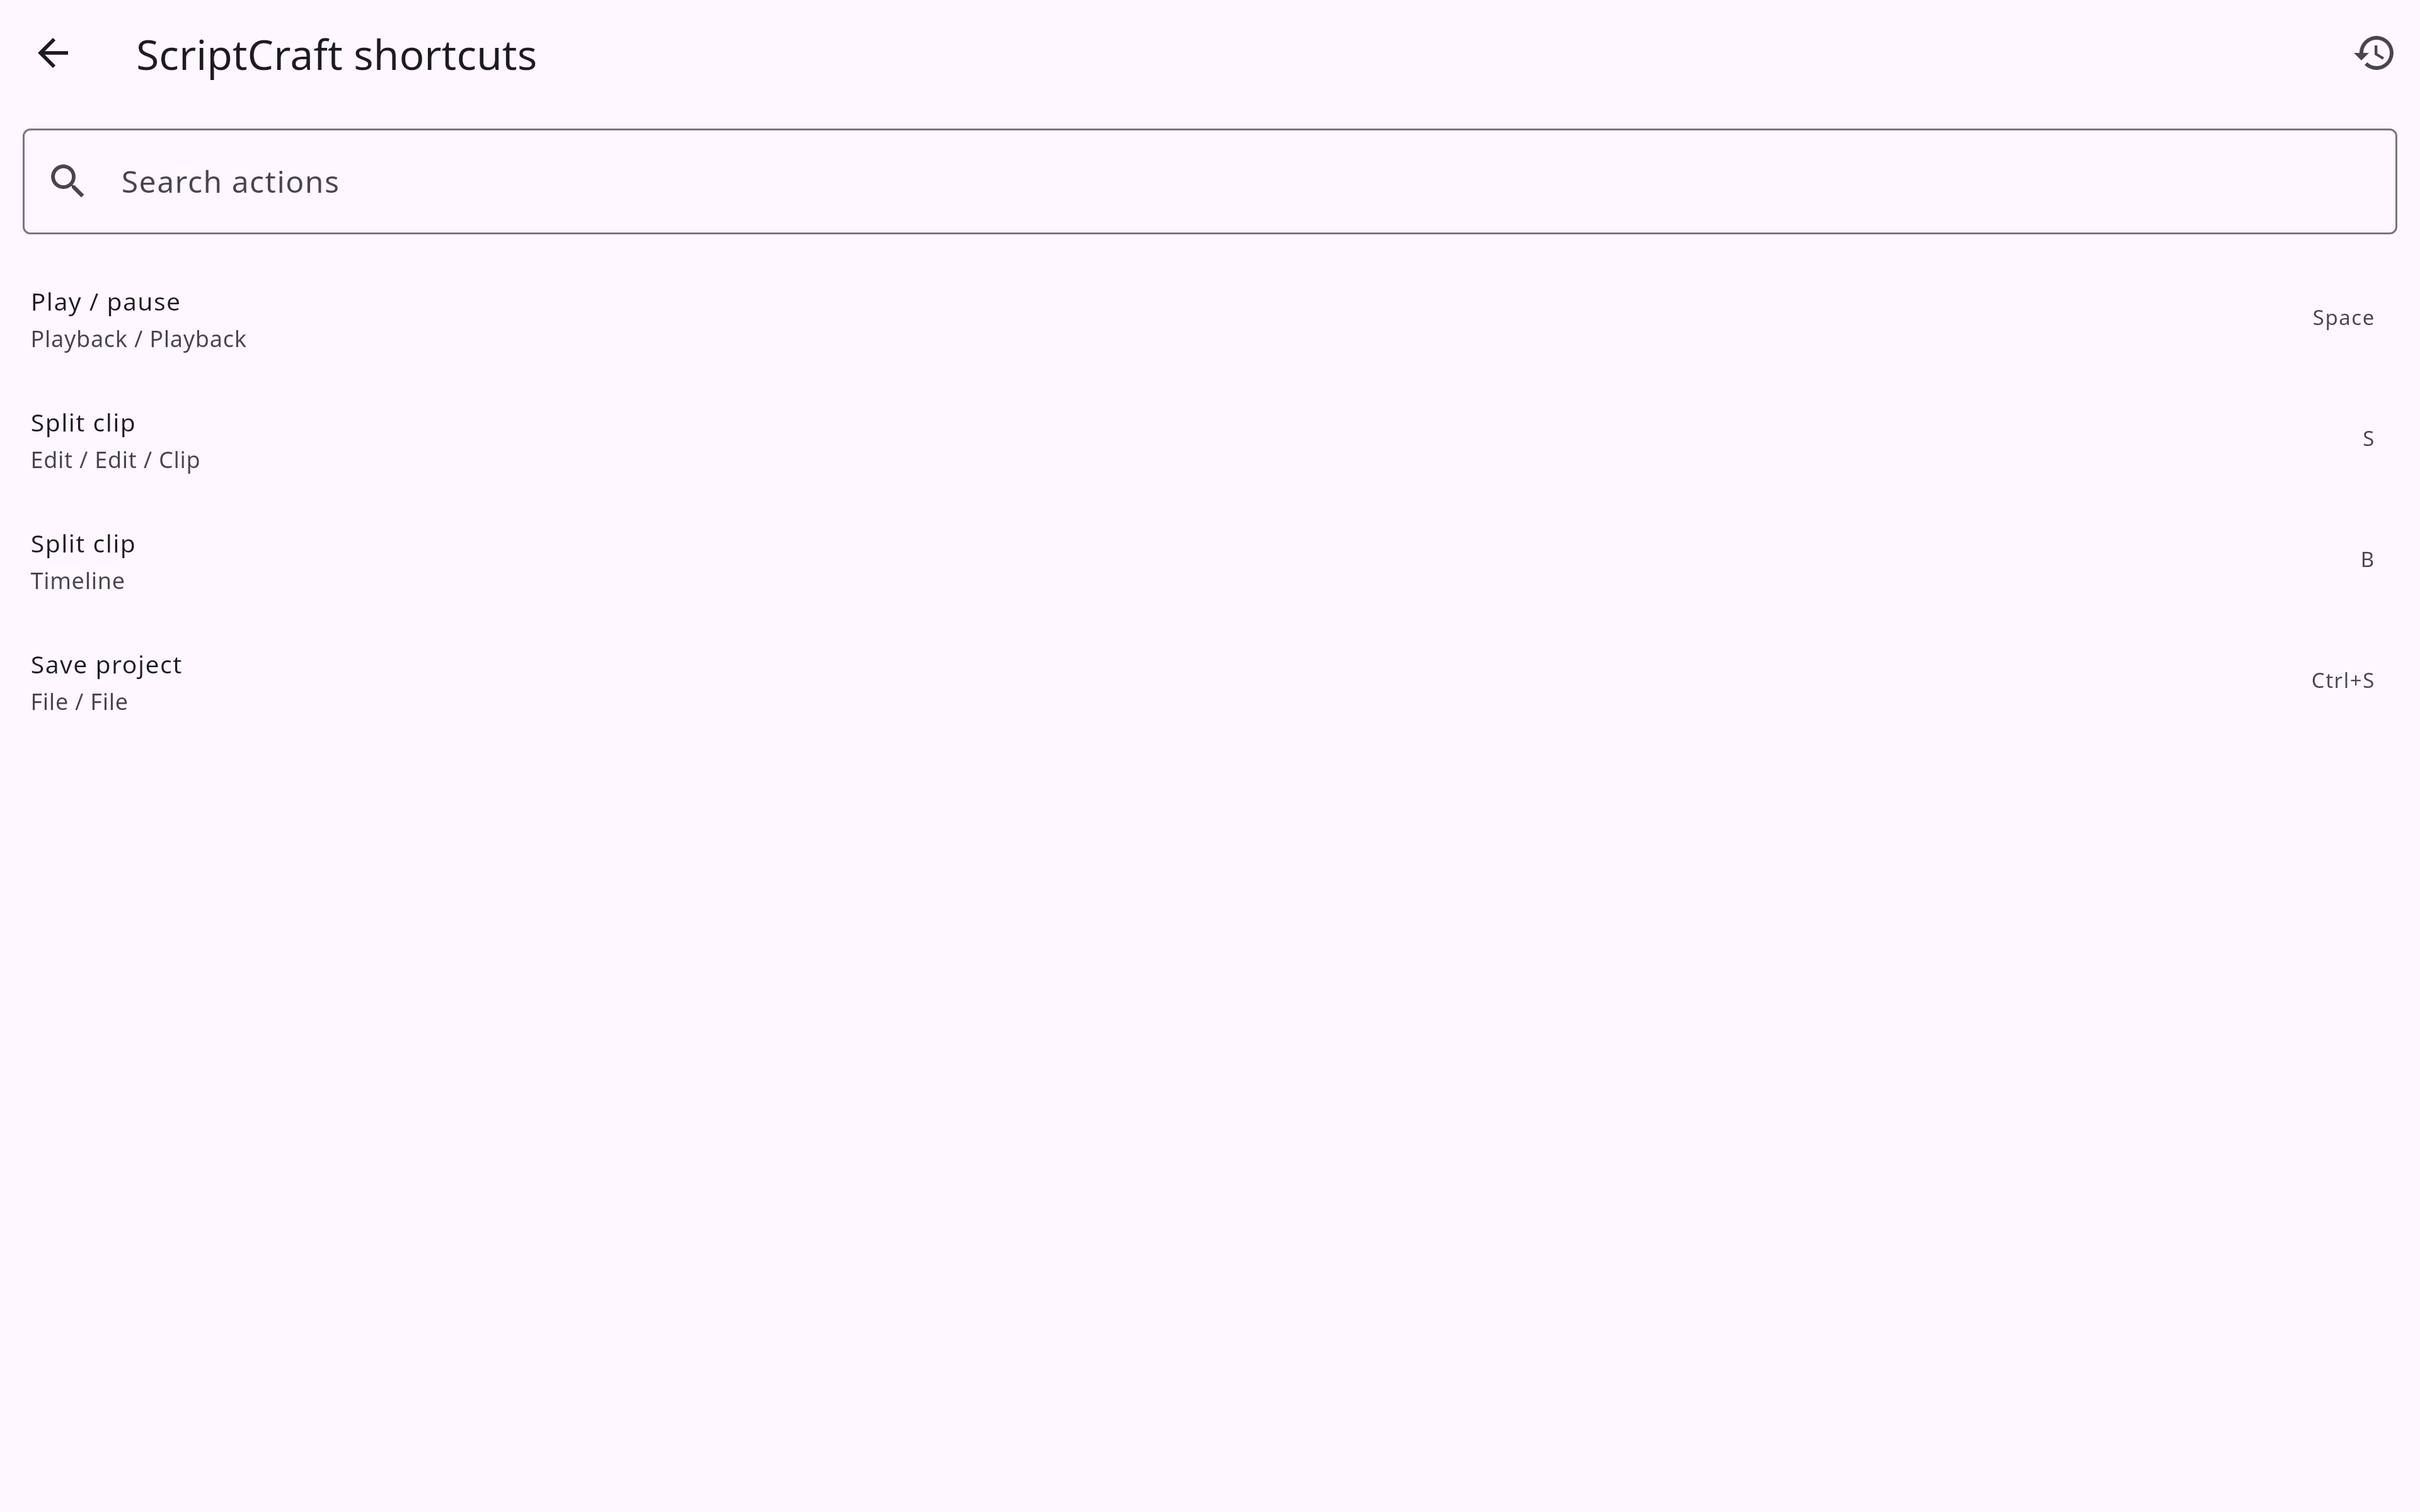 ScriptCraft shortcuts
Search actions
Play / pause
Playback / Playback
Space
Split clip
Edit / Edit / Clip
S
Split clip
Timeline
B
Save project
File / File
Ctrl+S